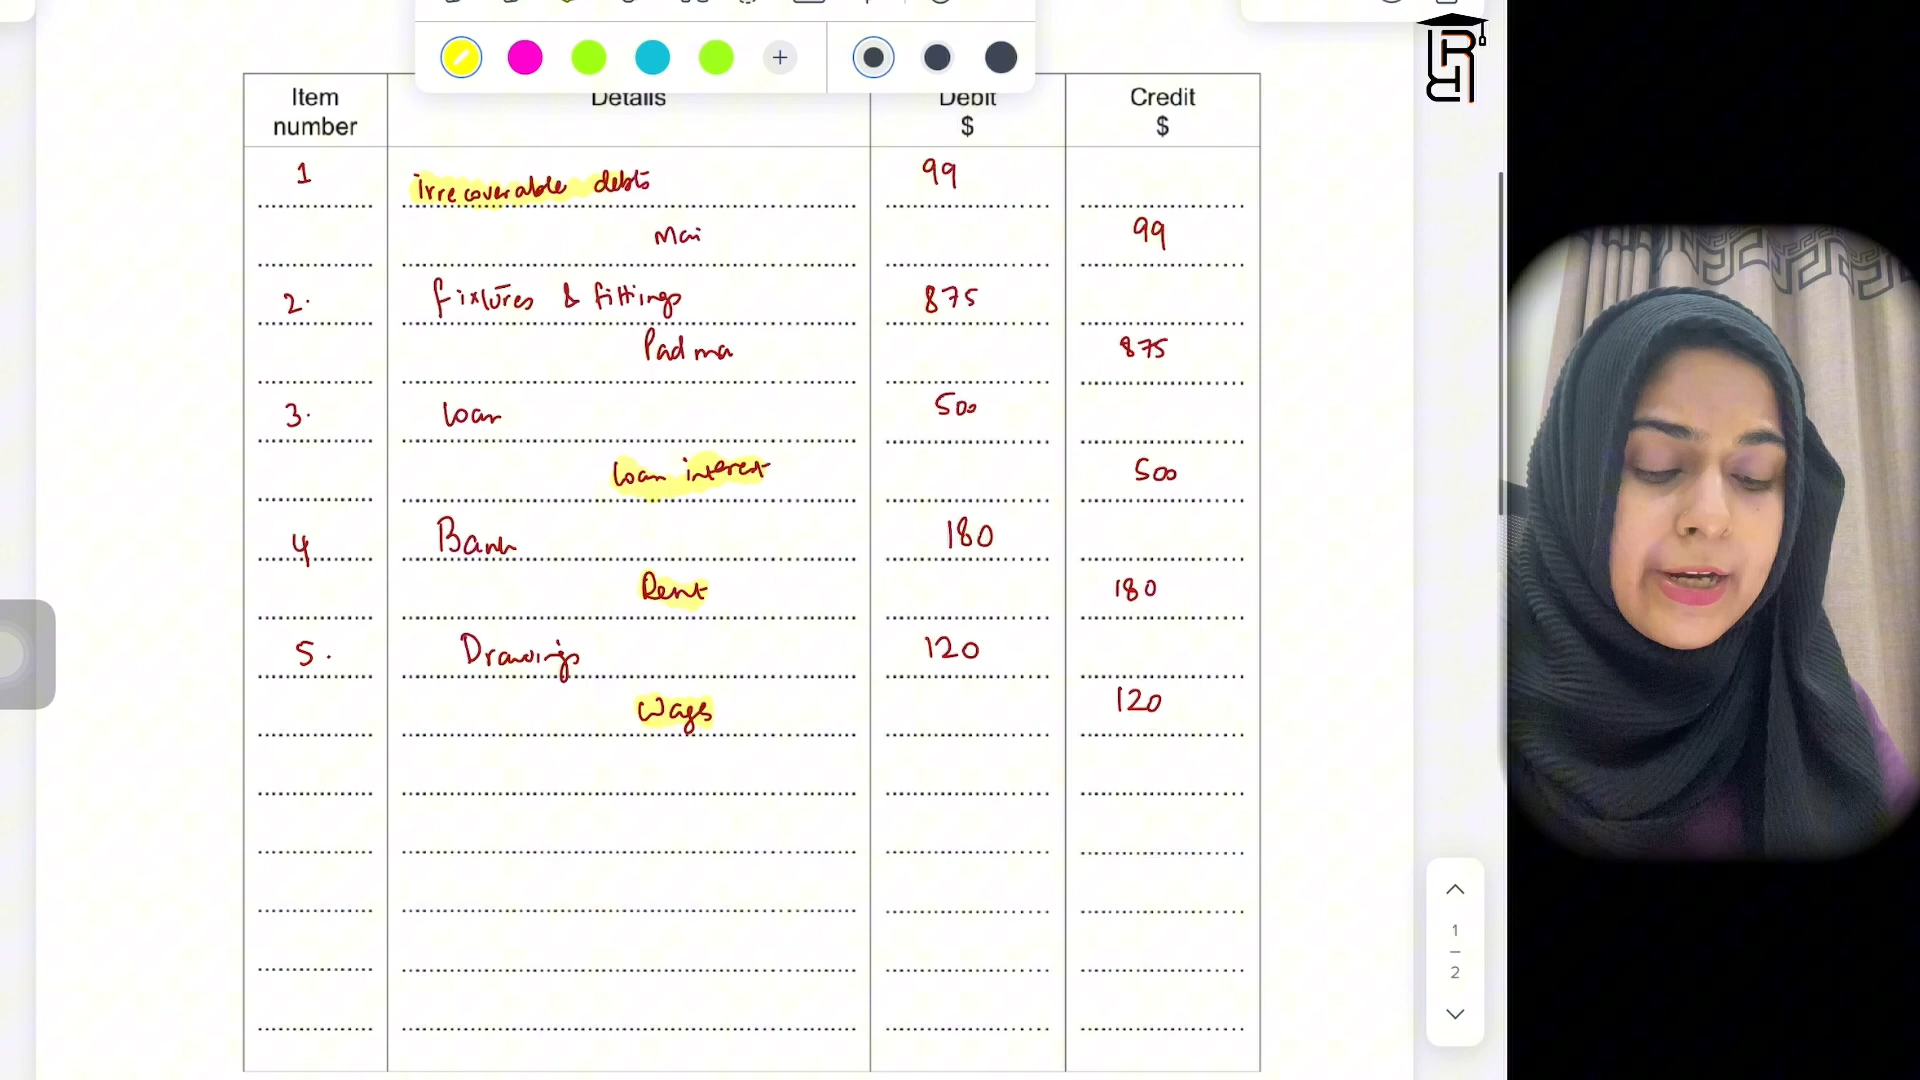 Item number Details Debit $ Credit $
1 irrecoverable debts 99
Mai 99
2. fixtures & fittings 875
Padma 875
3. loan 500
loan interest 500
4 Bank 180
Rent 180
5. Drawings 120
Wages 120
1
2